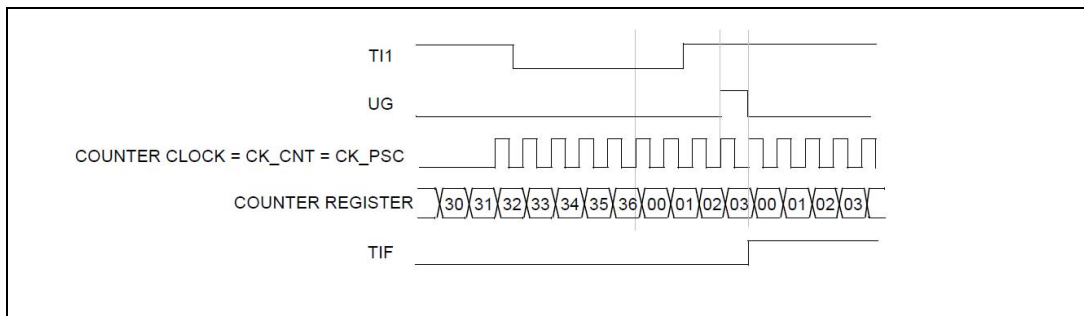 TI1
UG
COUNTER CLOCK = CK_CNT = CK_PSC
COUNTER REGISTER 30 31 32 33 34 35 36 00 01 02 03 00 01 02 03
TIF